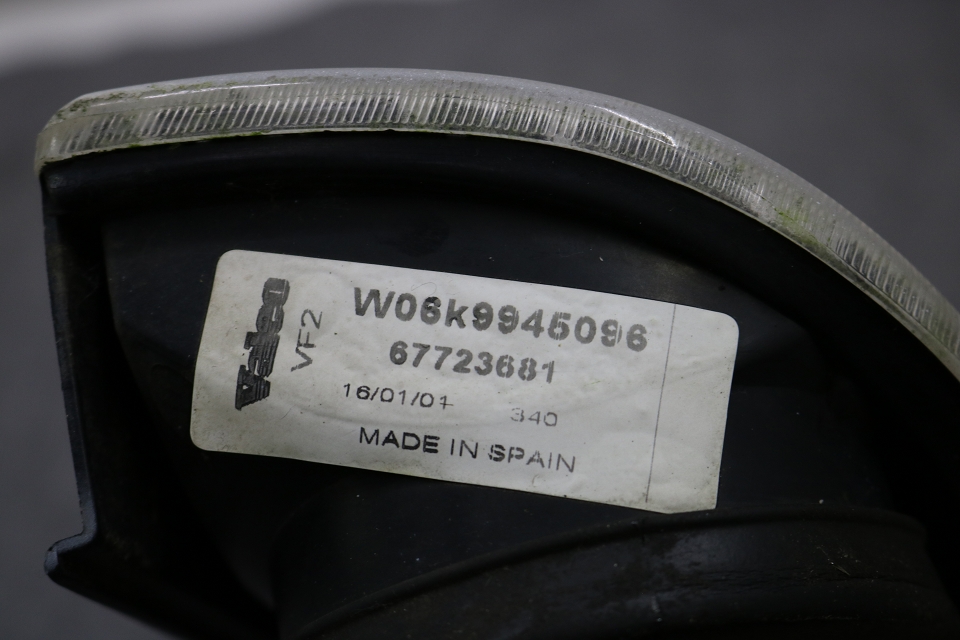 Valeo
VF2
W06k9945096
67723681
16/01/01 340
MADE IN SPAIN